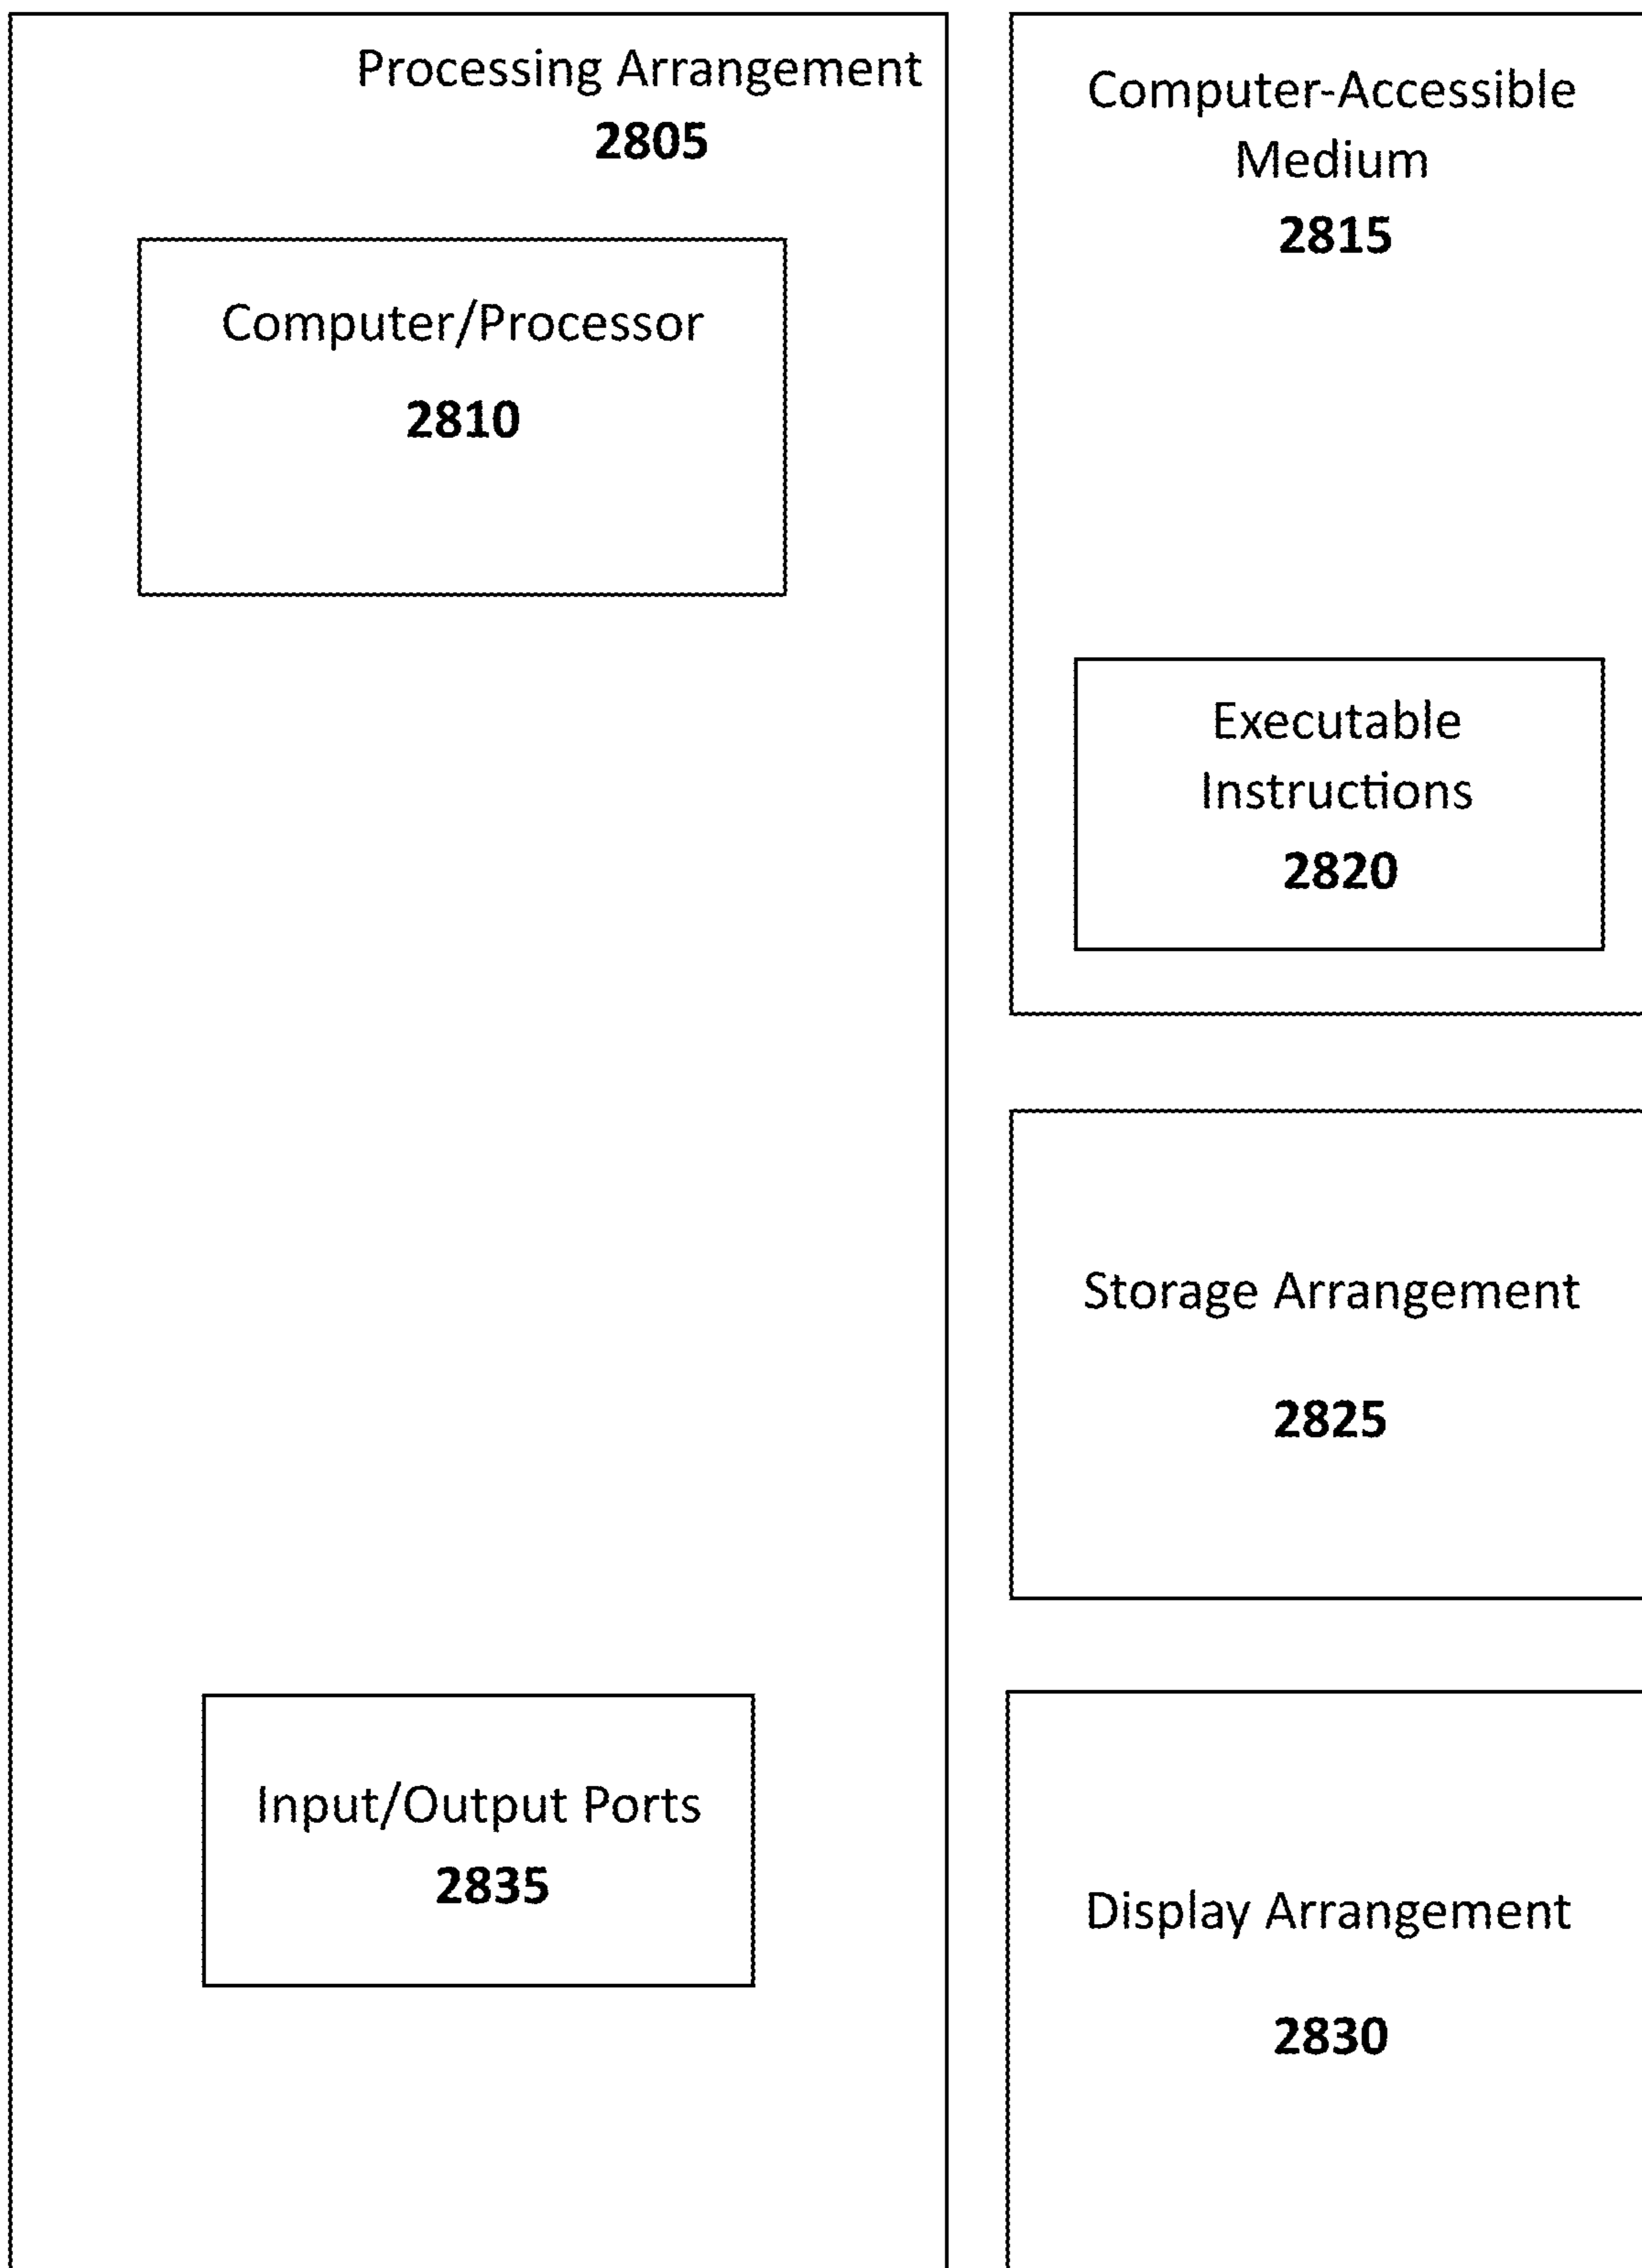 Processing Arrangement
2805
Computer/Processor
2810
Input/Output Ports
2835
Computer-Accessible
Medium
2815
Executable
Instructions
2820
Storage Arrangement
2825
Display Arrangement
2830